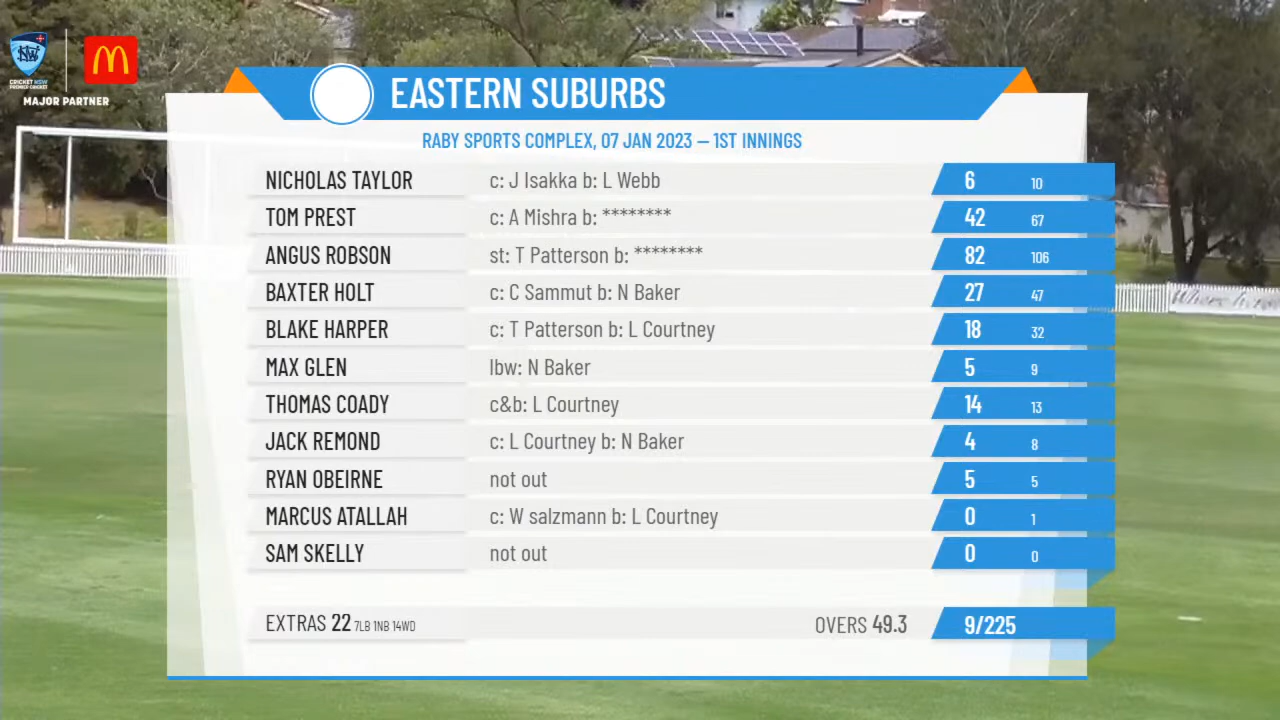 CRICKET NSW
PREMIER CRICKET
MAJOR PARTNER
EASTERN SUBURBS
RABY SPORTS COMPLEX, 07 JAN 2023 – 1ST INNINGS
NICHOLAS TAYLOR c: J Isakka b: L Webb 6 10
TOM PREST c: A Mishra b: ******** 42 67
ANGUS ROBSON st: T Patterson b: ******** 82 106
BAXTER HOLT c: C Sammut b: N Baker 27 47
BLAKE HARPER c: T Patterson b: L Courtney 18 32
MAX GLEN lbw: N Baker 5 9
THOMAS COADY c&b: L Courtney 14 13
JACK REMOND c: L Courtney b: N Baker 4 8
RYAN OBEIRNE not out 5 5
MARCUS ATALLAH c: W salzmann b: L Courtney 0 1
SAM SKELLY not out 0 0
EXTRAS 22 7LB 1NB 14WD OVERS 49.3 9/225